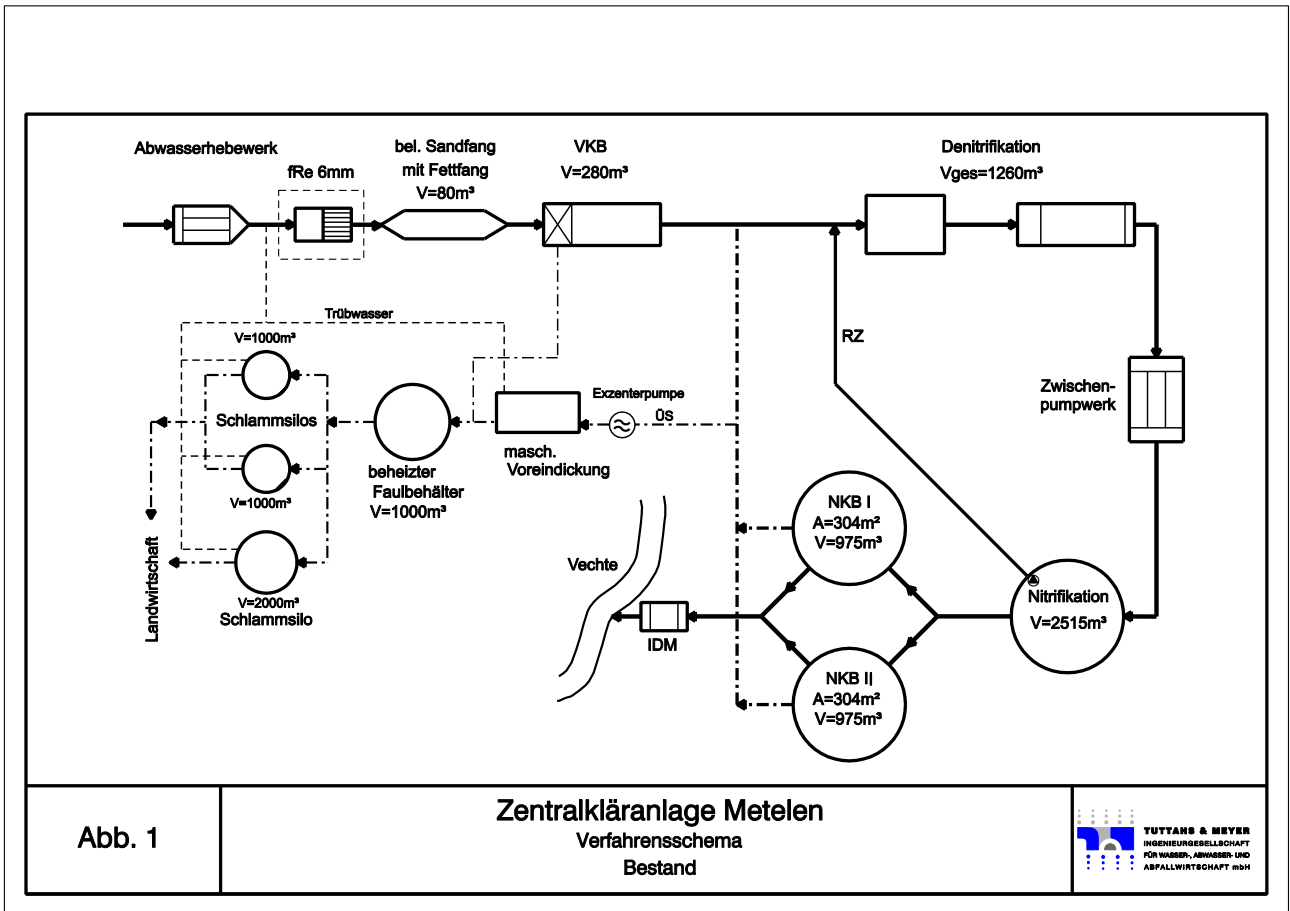 Abwasserhebewerk
fRe 6mm
bel. Sandfang
mit Fettfang
V=80m³
VKB
V=280m³
Denitrifikation
Vges=1260m³
Trübwasser
V=1000m³
Schlammsilos
V=1000m³
V=2000m³
Schlammsilo
Landwirtschaft
beheizter
Faulbehälter
V=1000m³
masch.
Voreindickung
Exzenterpumpe
ÜS
RZ
Zwischen-
pumpwerk
NKB I
A=304m²
V=975m³
Vechte
IDM
NKB II
A=304m²
V=975m³
Nitrifikation
V=2515m³
Abb. 1
Zentralkläranlage Metelen
Verfahrensschema
Bestand
TUTTAHS & MEYER
INGENIEURGESELLSCHAFT
FÜR WASSER-, ABWASSER- UND
ABFALLWIRTSCHAFT mbH